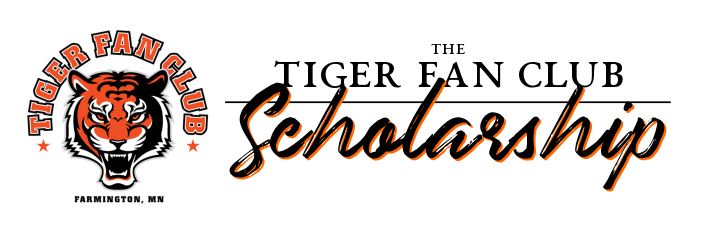 TIGER FAN CLUB
FARMINGTON, MN
THE
TIGER FAN CLUB
Scholarship